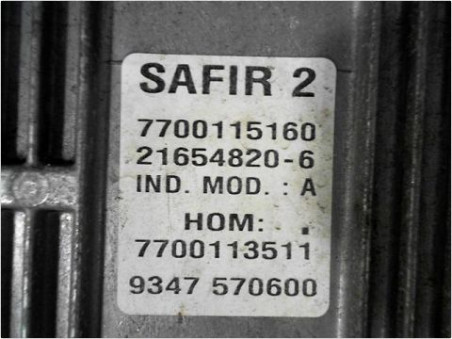 SAFIR 2
7700115160
21654820-6
IND. MOD. : A
HOM: .
7700113511
9347 570600